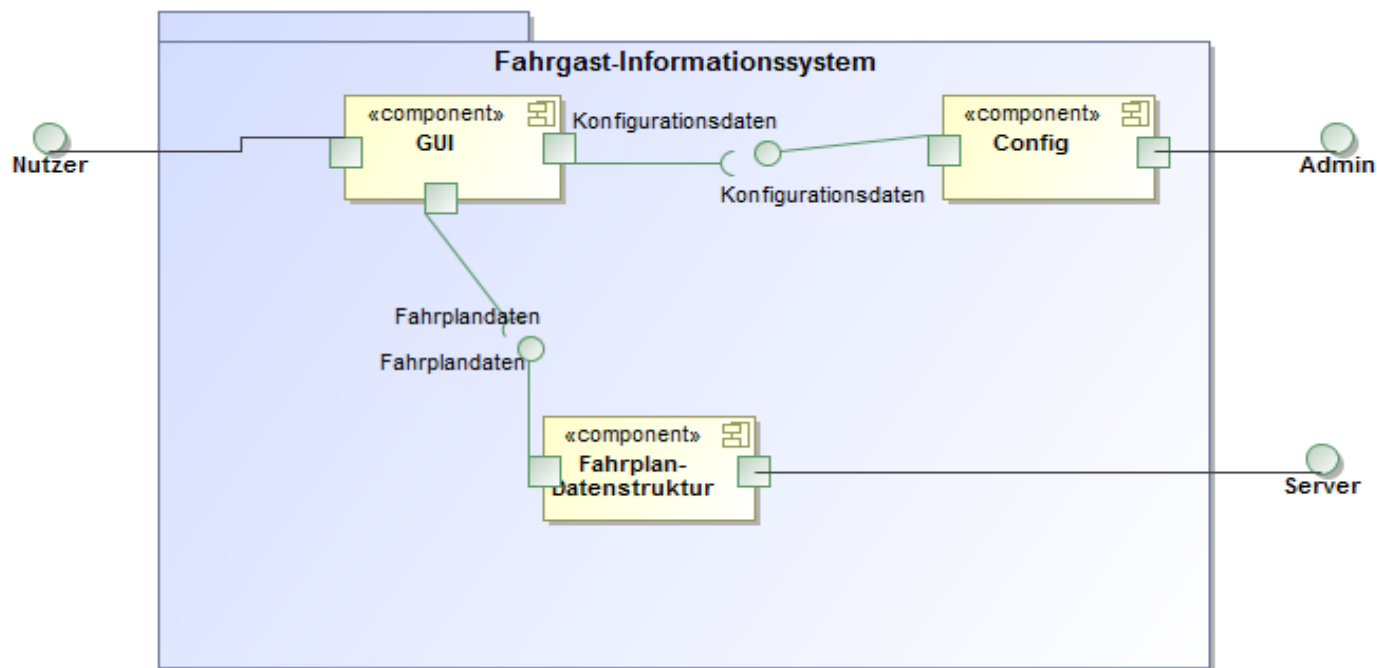 Fahrgast-Informationssystem
«component»
GUI
Konfigurationsdaten
«component»
Config
Nutzer
Admin
Konfigurationsdaten
Fahrplandaten
Fahrplandaten
«component»
Fahrplan-
Datenstruktur
Server